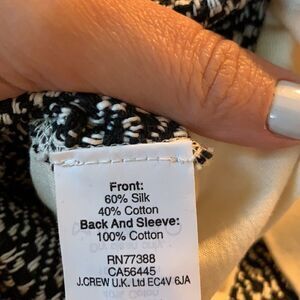 Front:
60% Silk
40% Cotton
Back And Sleeve:
100% Cotton
RN77388
CA56445
J.CREW U.K. Ltd EC4V 6JA